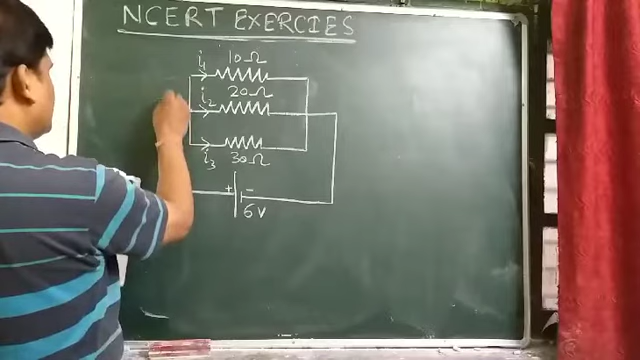 NCERT EXERCIES
i1 10Ω
i2 20Ω
i3 30Ω
+ -
6V